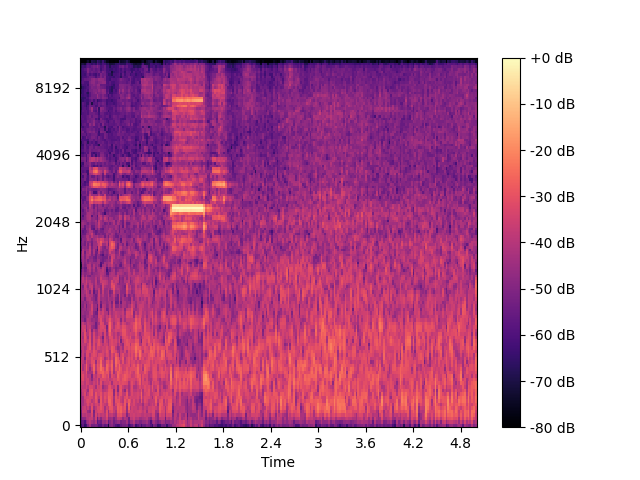 8192
4096
2048
1024
512
0
Hz
0 0.6 1.2 1.8 2.4 3 3.6 4.2 4.8
Time
+0 dB
-10 dB
-20 dB
-30 dB
-40 dB
-50 dB
-60 dB
-70 dB
-80 dB